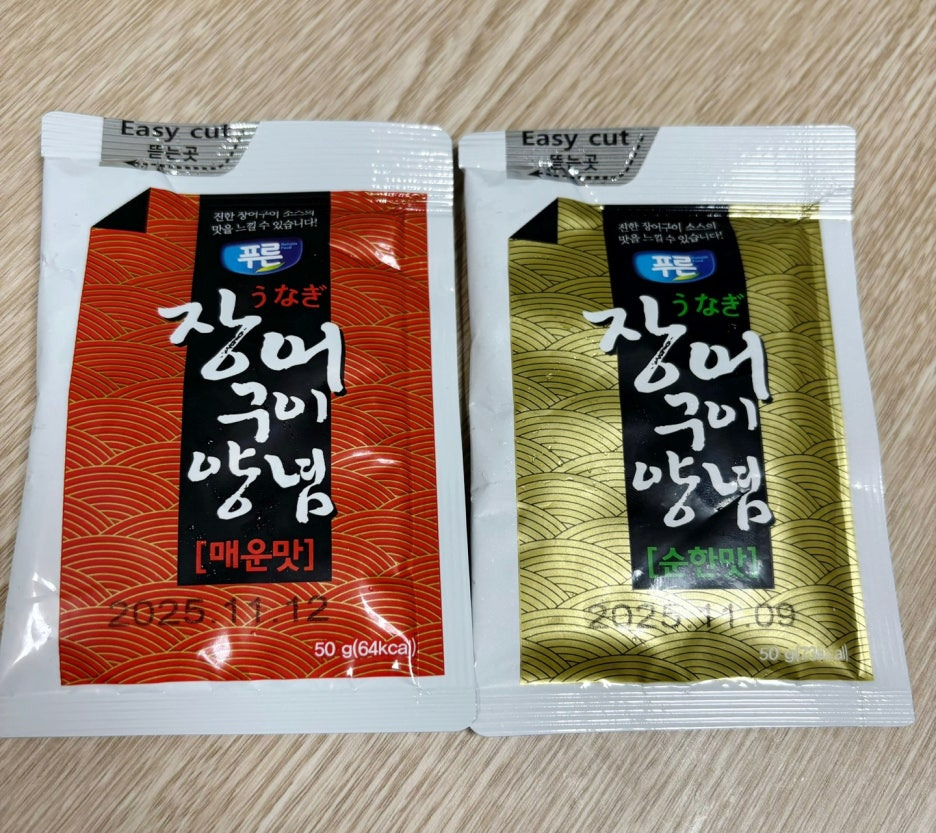 Easy cut
뜯는곳
진한 장어구이 소스의
맛을 느낄 수 있습니다!
푸른
うなぎ
장어
구이
양념
[매운맛]
2025.11.12
50 g(64kcal)
Easy cut
뜯는곳
진한 장어구이 소스의
맛을 느낄 수 있습니다!
푸른
うなぎ
장어
구이
양념
[순한맛]
2025.11.09
50 g